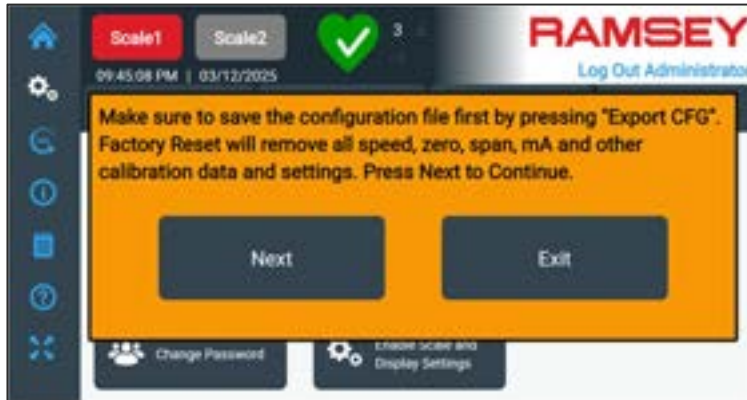 Scale1
Scale2
3
RAMSEY
09:45:08 PM | 03/12/2025
Log Out Administrator
Make sure to save the configuration file first by pressing "Export CFG".
Factory Reset will remove all speed, zero, span, mA and other
calibration data and settings. Press Next to Continue.
Next
Exit
Change Password
Enable Scale and
Display Settings